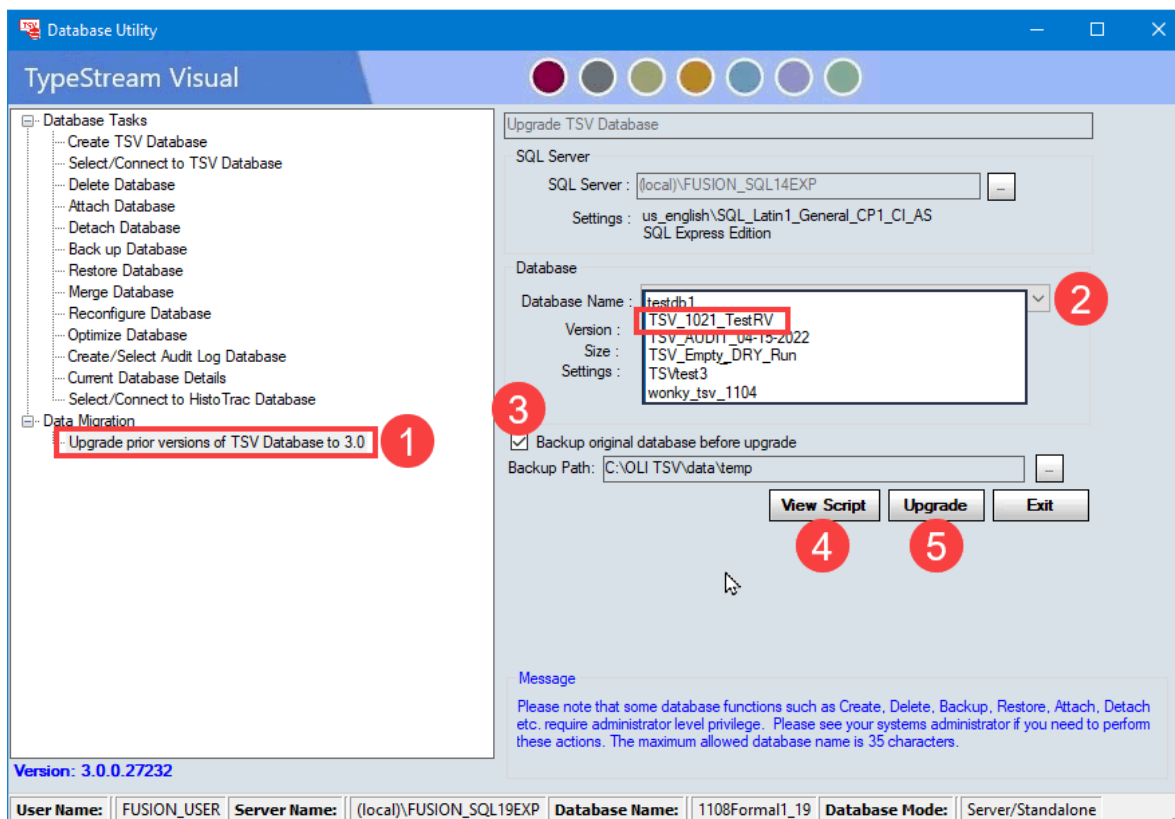 TSV
Database Utility
TypeStream Visual
Database Tasks
Create TSV Database
Select/Connect to TSV Database
Delete Database
Attach Database
Detach Database
Back up Database
Restore Database
Merge Database
Reconfigure Database
Optimize Database
Create/Select Audit Log Database
Current Database Details
Select/Connect to HistoTrac Database
Data Migration
Upgrade prior versions of TSV Database to 3.0
1
Version: 3.0.0.27232
Upgrade TSV Database
SQL Server
SQL Server : (local)\FUSION_SQL14EXP ...
Settings : us_english\SQL_Latin1_General_CP1_CI_AS
SQL Express Edition
Database
Database Name : testdb1
2
Version : TSV_1021_TestRV
TSV_AUDIT_04-15-2022
Size : TSV_Empty_DRY_Run
Settings : TSVtest3
wonky_tsv_1104
3
Backup original database before upgrade
Backup Path: C:\OLI TSV\data\temp ...
View Script Upgrade Exit
4 5
Message
Please note that some database functions such as Create, Delete, Backup, Restore, Attach, Detach
etc. require administrator level privilege. Please see your systems administrator if you need to perform
these actions. The maximum allowed database name is 35 characters.
User Name: FUSION_USER Server Name: (local)\FUSION_SQL19EXP Database Name: 1108Formal1_19 Database Mode: Server/Standalone